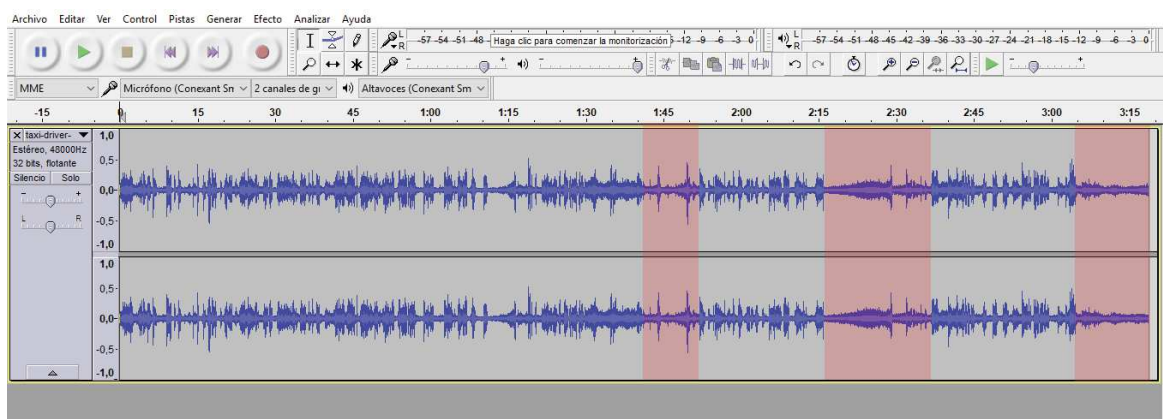 Archivo Editar Ver Control Pistas Generar Efecto Analizar Ayuda
L R -57 -54 -51 -48 Haga clic para comenzar la monitorización -12 -9 -6 -3 0 L R -57 -54 -51 -48 -45 -42 -39 -36 -33 -30 -27 -24 -21 -18 -15 -12 -9 -6 -3 0
MME Micrófono (Conexant Sn 2 canales de Altavoces (Conexant Sm
-15 0 15 30 45 1:00 1:15 1:30 1:45 2:00 2:15 2:30 2:45 3:00 3:15
X taxi-driver- 1,0
Estéreo, 48000Hz
32 bits, flotante 0,5-
Silencio Solo
- + 0,0-
L R -0,5-
-1,0
1,0
0,5-
0,0-
-0,5-
-1,0